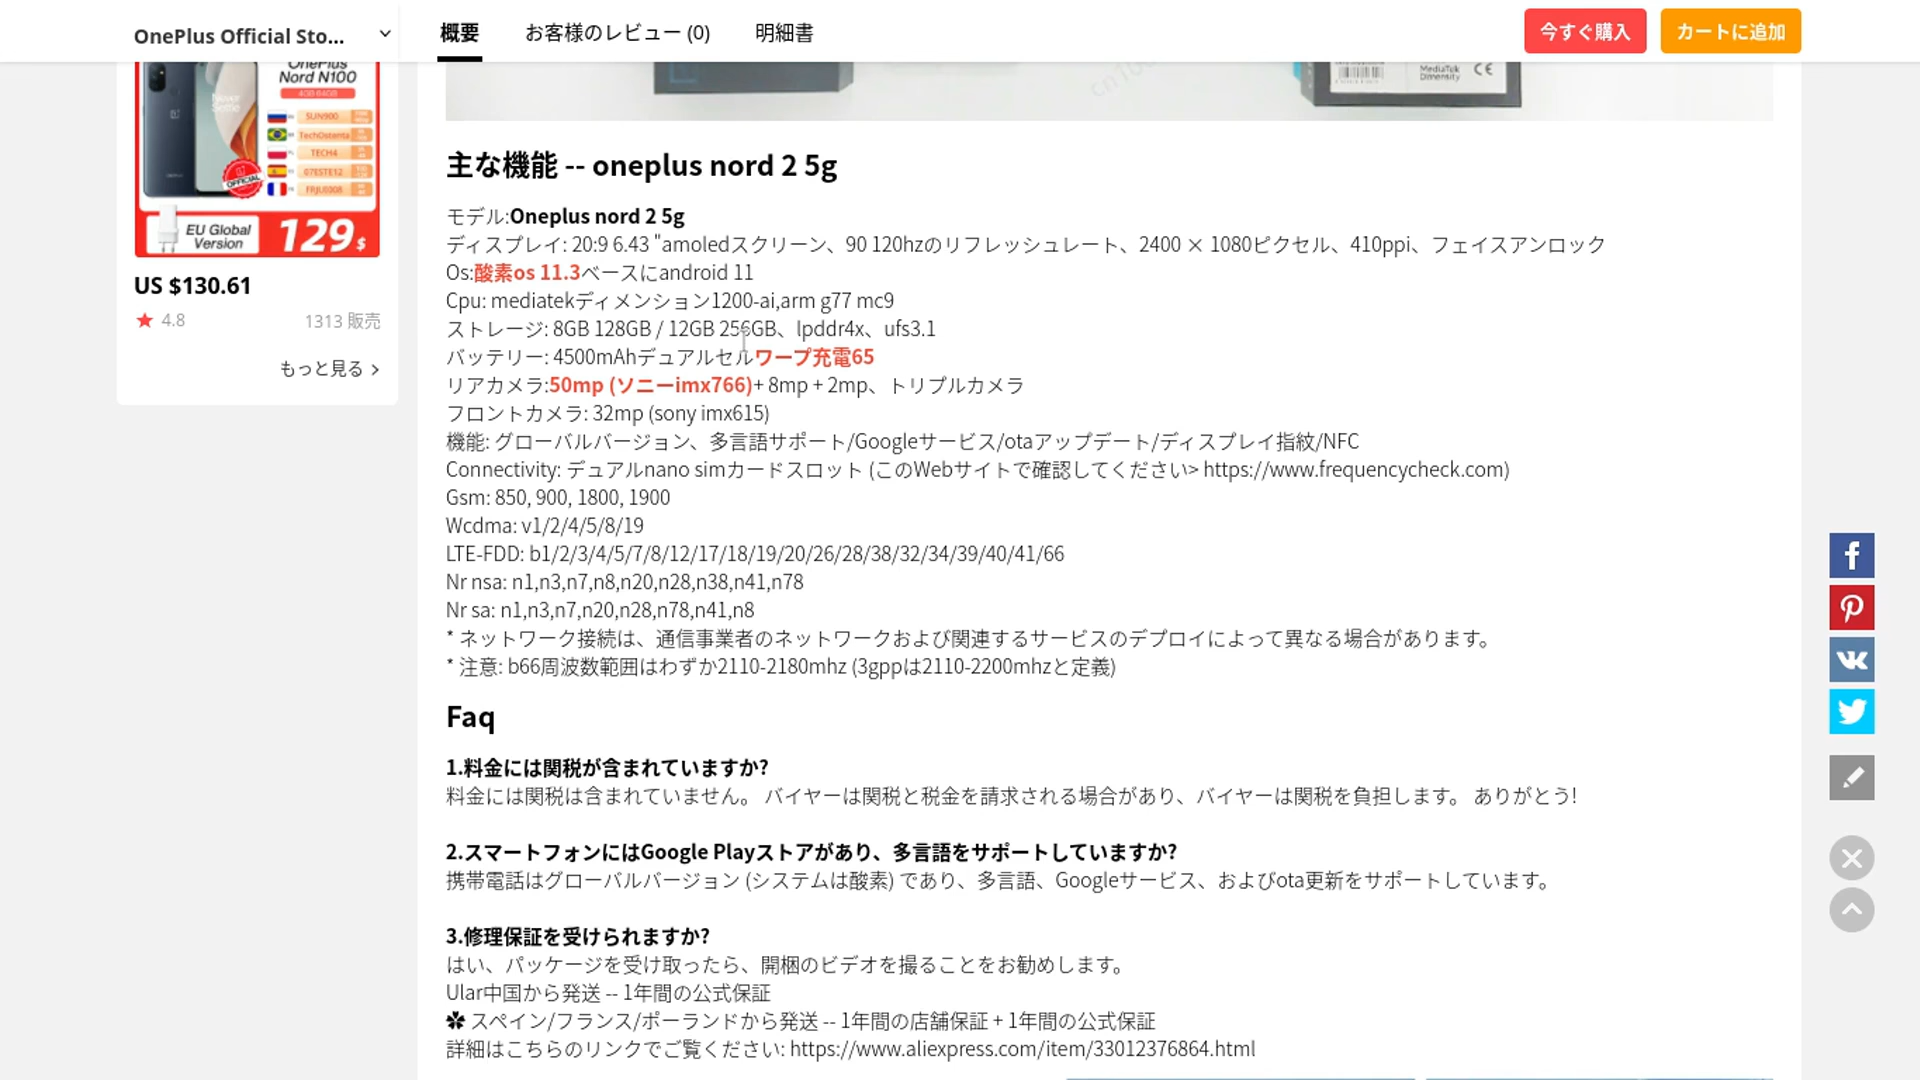 OnePlus Official Sto...
概要
お客様のレビュー (0)
明細書
今すぐ購入
カートに追加
OnePlus
Nord N100
4GB 64GB
Never
Settle
SUN900
TechOstenta
TECH4
07ESTE12
FRJUE008
OFFICIAL
EU Global
Version
129$
US $130.61
4.8
1313 販売
もっと見る
MediaTek
Dimensity
CE
主な機能 -- oneplus nord 2 5g
モデル:Oneplus nord 2 5g
ディスプレイ: 20:9 6.43 "amoledスクリーン、90 120hzのリフレッシュレート、2400 × 1080ピクセル、410ppi、フェイスアンロック
Os:酸素os 11.3ベースにandroid 11
Cpu: mediatekディメンション1200-ai,arm g77 mc9
ストレージ: 8GB 128GB / 12GB 256GB、lpddr4x、ufs3.1
バッテリー: 4500mAhデュアルセルワープ充電65
リアカメラ:50mp (ソニーimx766)+ 8mp + 2mp、トリプルカメラ
フロントカメラ: 32mp (sony imx615)
機能: グローバルバージョン、多言語サポート/Googleサービス/otaアップデート/ディスプレイ指紋/NFC
Connectivity: デュアルnano simカードスロット (このWebサイトで確認してください> https://www.frequencycheck.com)
Gsm: 850, 900, 1800, 1900
Wcdma: v1/2/4/5/8/19
LTE-FDD: b1/2/3/4/5/7/8/12/17/18/19/20/26/28/38/32/34/39/40/41/66
Nr nsa: n1,n3,n7,n8,n20,n28,n38,n41,n78
Nr sa: n1,n3,n7,n20,n28,n78,n41,n8
* ネットワーク接続は、通信事業者のネットワークおよび関連するサービスのデプロイによって異なる場合があります。
* 注意: b66周波数範囲はわずか2110-2180mhz (3gppは2110-2200mhzと定義)
Faq
1.料金には関税が含まれていますか?
料金には関税は含まれていません。 バイヤーは関税と税金を請求される場合があり、バイヤーは関税を負担します。 ありがとう!
2.スマートフォンにはGoogle Playストアがあり、多言語をサポートしていますか?
携帯電話はグローバルバージョン (システムは酸素) であり、多言語、Googleサービス、およびota更新をサポートしています。
3.修理保証を受けられますか?
はい、パッケージを受け取ったら、開梱のビデオを撮ることをお勧めします。
Ular中国から発送 -- 1年間の公式保証
✽ スペイン/フランス/ポーランドから発送 -- 1年間の店舗保証 + 1年間の公式保証
詳細はこちらのリンクでご覧ください: https://www.aliexpress.com/item/33012376864.html